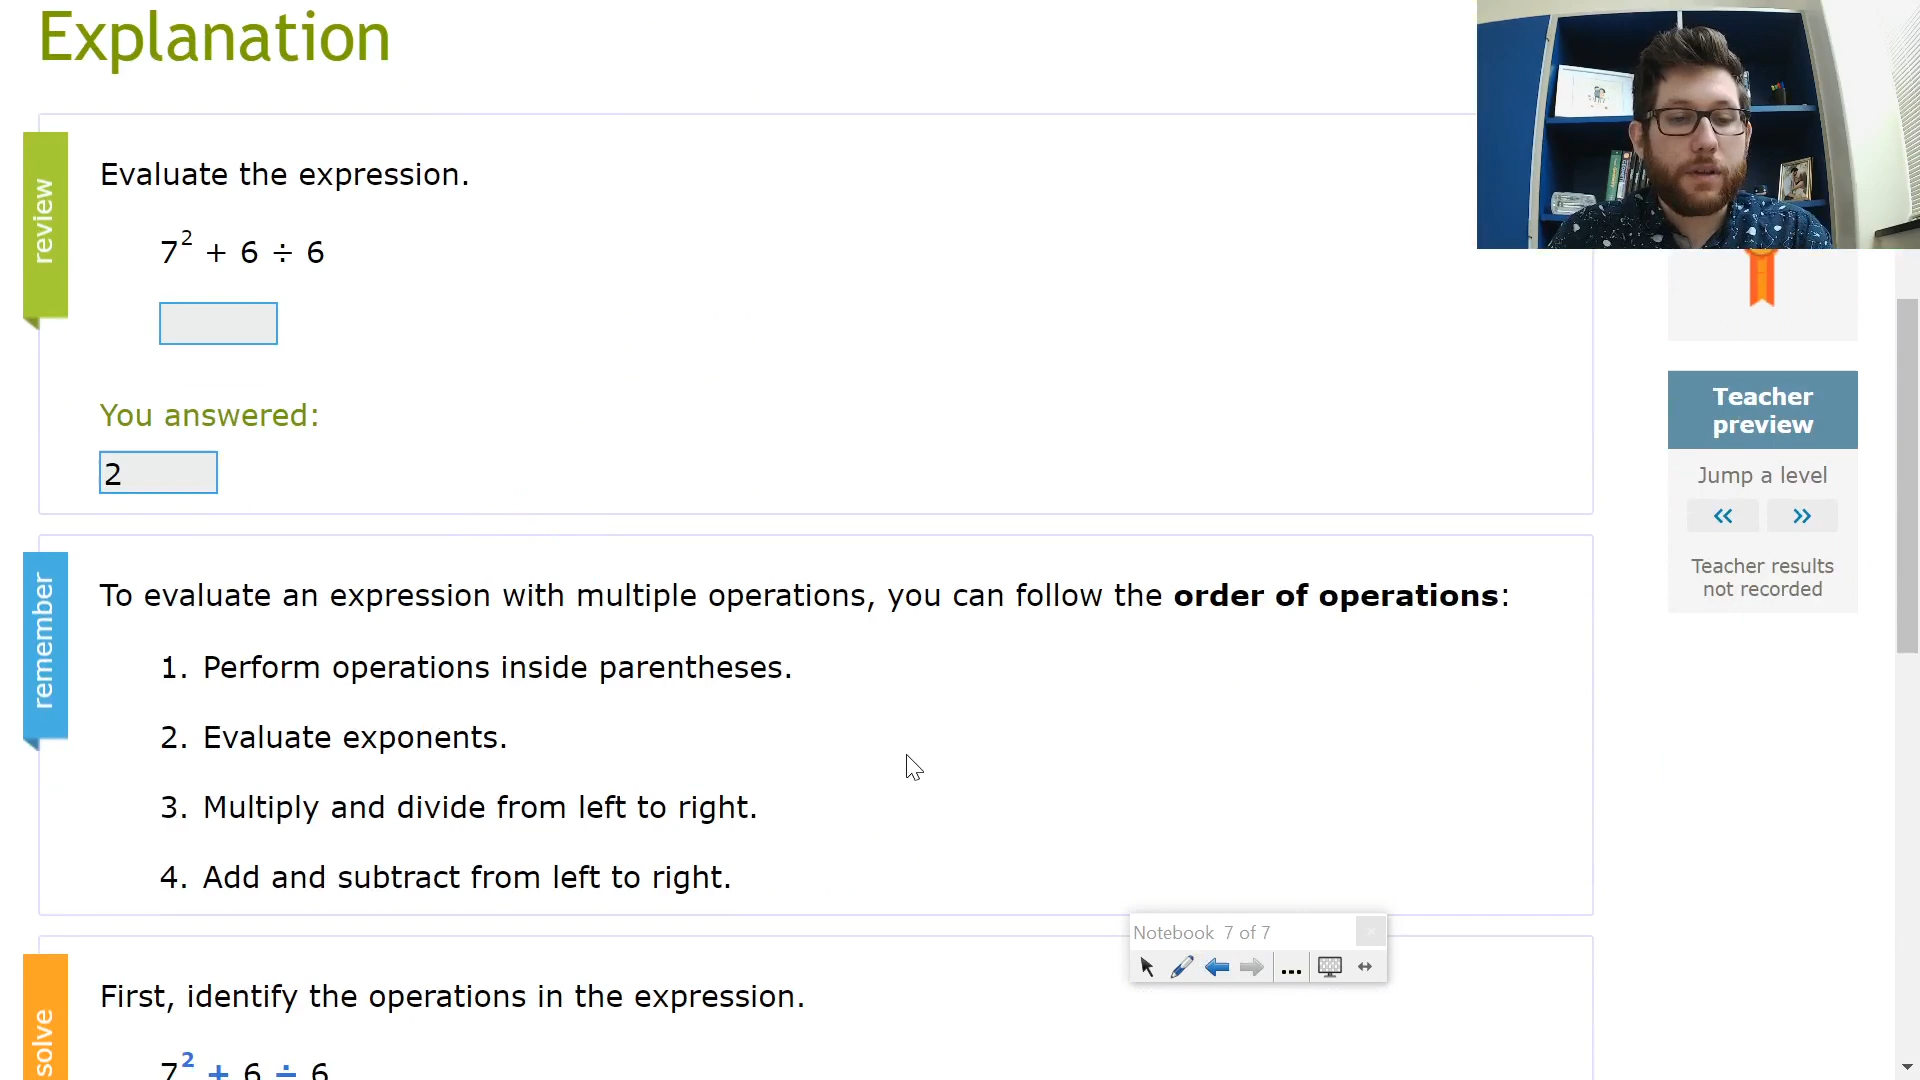 Explanation
review
Evaluate the expression.
7² + 6 ÷ 6
You answered:
2
remember
To evaluate an expression with multiple operations, you can follow the order of operations:
1. Perform operations inside parentheses.
2. Evaluate exponents.
3. Multiply and divide from left to right.
4. Add and subtract from left to right.
solve
First, identify the operations in the expression.
7² + 6 ÷ 6
Teacher
preview
Jump a level
Teacher results
not recorded
Notebook 7 of 7